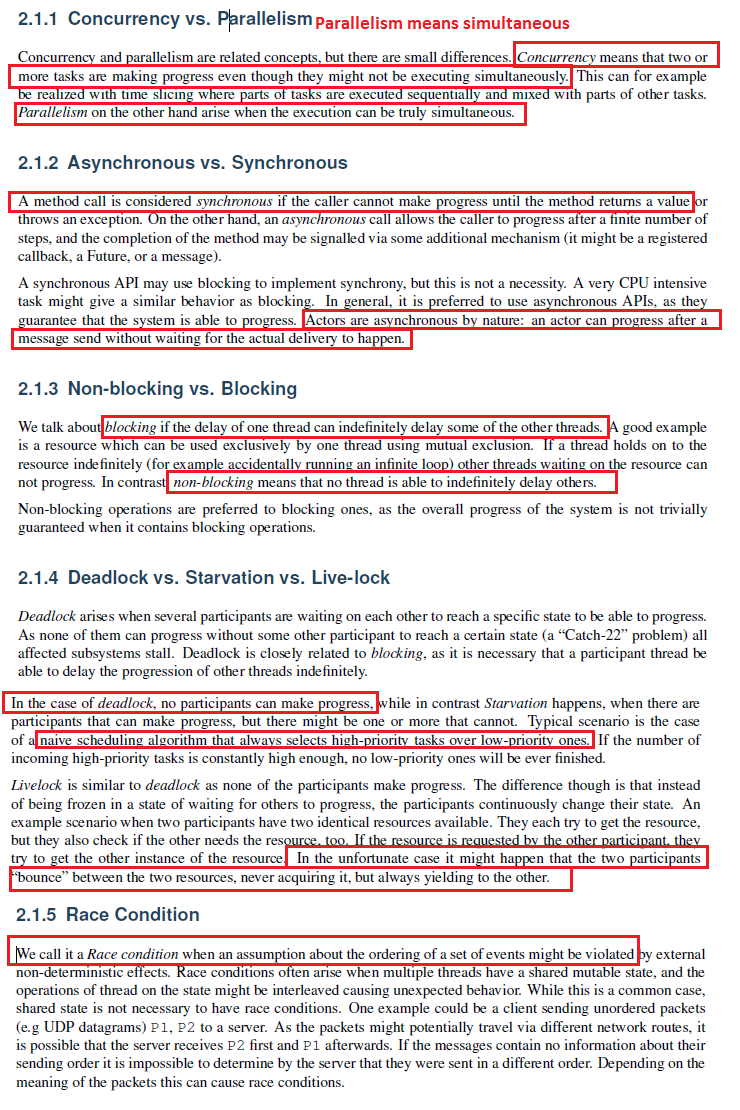 2.1.1 Concurrency vs. Parallelism Parallelism means simultaneous
Concurrency and parallelism are related concepts, but there are small differences. Concurrency means that two or
more tasks are making progress even though they might not be executing simultaneously. This can for example
be realized with time slicing where parts of tasks are executed sequentially and mixed with parts of other tasks.
Parallelism on the other hand arise when the execution can be truly simultaneous.
2.1.2 Asynchronous vs. Synchronous
A method call is considered synchronous if the caller cannot make progress until the method returns a value or
throws an exception. On the other hand, an asynchronous call allows the caller to progress after a finite number of
steps, and the completion of the method may be signalled via some additional mechanism (it might be a registered
callback, a Future, or a message).
A synchronous API may use blocking to implement synchrony, but this is not a necessity. A very CPU intensive
task might give a similar behavior as blocking. In general, it is preferred to use asynchronous APIs, as they
guarantee that the system is able to progress. Actors are asynchronous by nature: an actor can progress after a
message send without waiting for the actual delivery to happen.
2.1.3 Non-blocking vs. Blocking
We talk about blocking if the delay of one thread can indefinitely delay some of the other threads. A good example
is a resource which can be used exclusively by one thread using mutual exclusion. If a thread holds on to the
resource indefinitely (for example accidentally running an infinite loop) other threads waiting on the resource can
not progress. In contrast non-blocking means that no thread is able to indefinitely delay others.
Non-blocking operations are preferred to blocking ones, as the overall progress of the system is not trivially
guaranteed when it contains blocking operations.
2.1.4 Deadlock vs. Starvation vs. Live-lock
Deadlock arises when several participants are waiting on each other to reach a specific state to be able to progress.
As none of them can progress without some other participant to reach a certain state (a “Catch-22” problem) all
affected subsystems stall. Deadlock is closely related to blocking, as it is necessary that a participant thread be
able to delay the progression of other threads indefinitely.
In the case of deadlock, no participants can make progress, while in contrast Starvation happens, when there are
participants that can make progress, but there might be one or more that cannot. Typical scenario is the case
of a naive scheduling algorithm that always selects high-priority tasks over low-priority ones. If the number of
incoming high-priority tasks is constantly high enough, no low-priority ones will be ever finished.
Livelock is similar to deadlock as none of the participants make progress. The difference though is that instead
of being frozen in a state of waiting for others to progress, the participants continuously change their state. An
example scenario when two participants have two identical resources available. They each try to get the resource,
but they also check if the other needs the resource, too. If the resource is requested by the other participant, they
try to get the other instance of the resource. In the unfortunate case it might happen that the two participants
“bounce” between the two resources, never acquiring it, but always yielding to the other.
2.1.5 Race Condition
We call it a Race condition when an assumption about the ordering of a set of events might be violated by external
non-deterministic effects. Race conditions often arise when multiple threads have a shared mutable state, and the
operations of thread on the state might be interleaved causing unexpected behavior. While this is a common case,
shared state is not necessary to have race conditions. One example could be a client sending unordered packets
(e.g UDP datagrams) P1, P2 to a server. As the packets might potentially travel via different network routes, it
is possible that the server receives P2 first and P1 afterwards. If the messages contain no information about their
sending order it is impossible to determine by the server that they were sent in a different order. Depending on the
meaning of the packets this can cause race conditions.